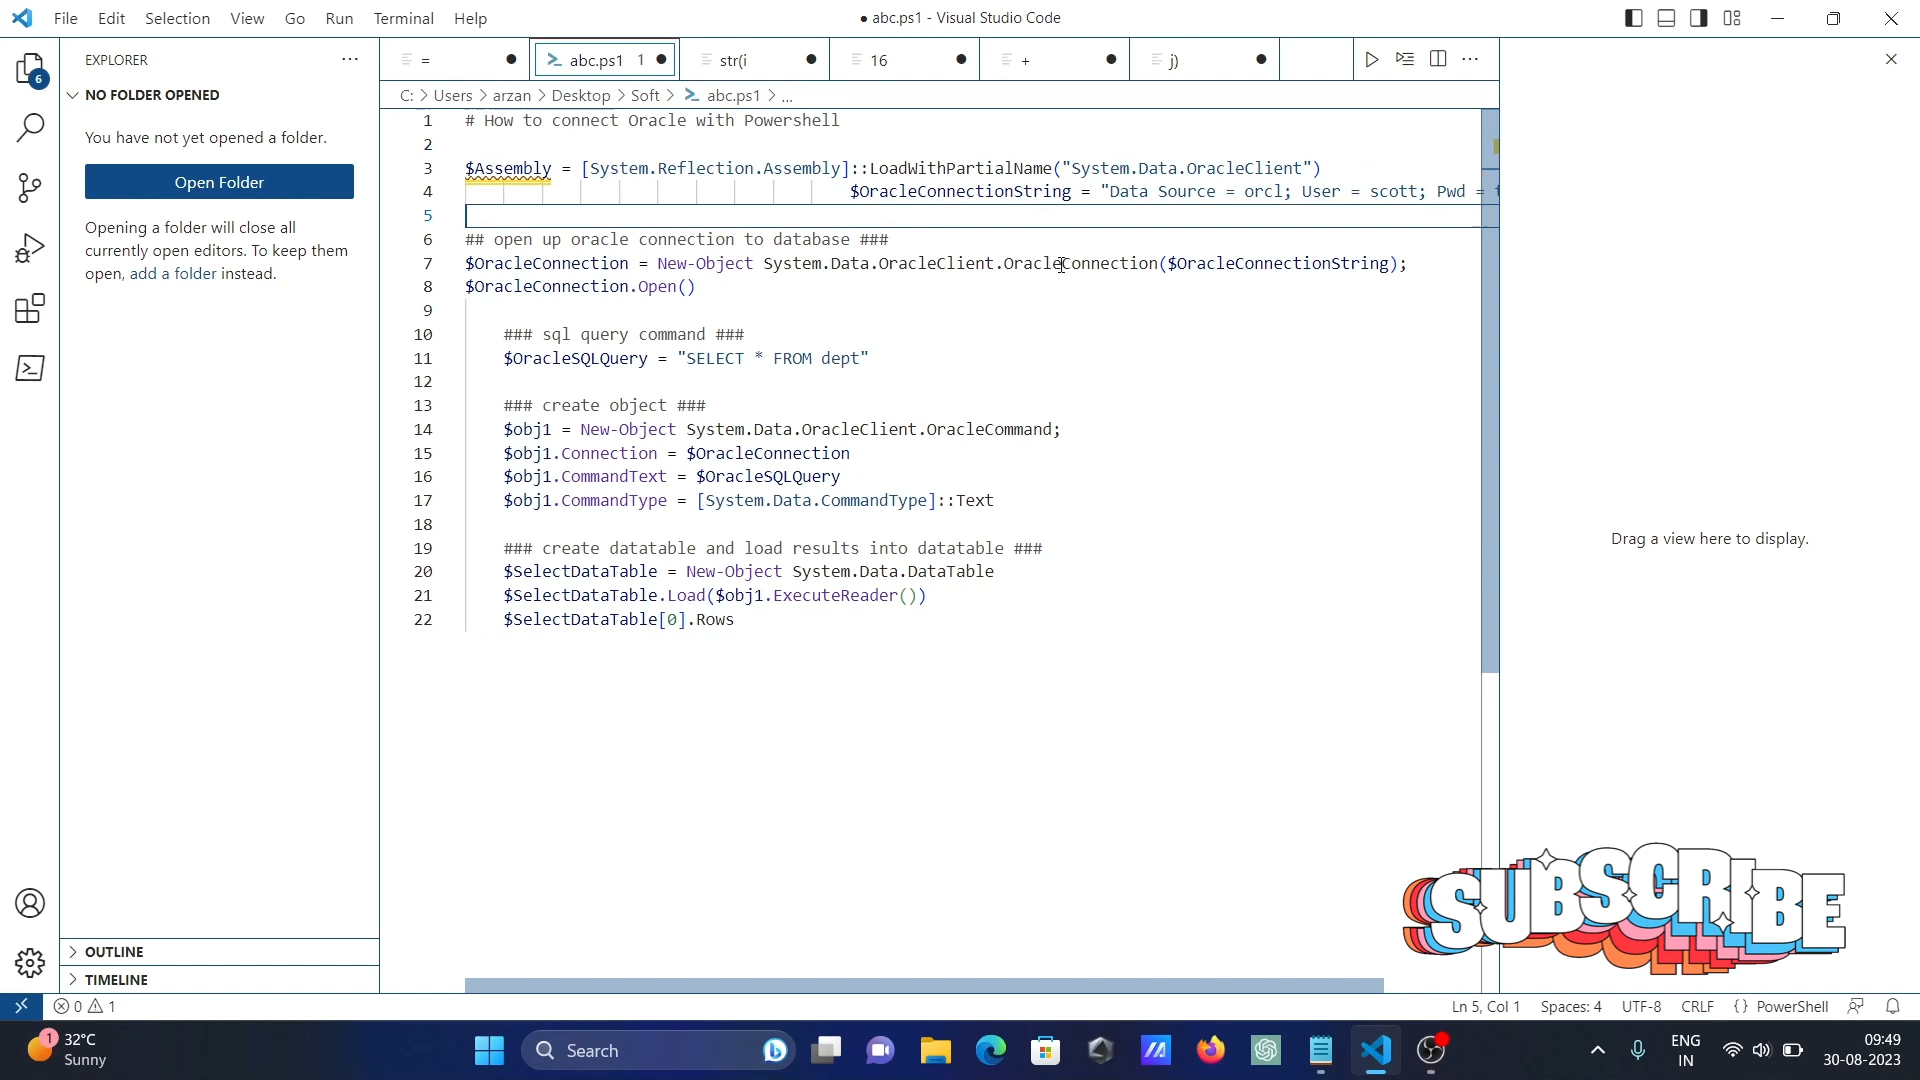 File Edit Selection View Go Run Terminal Help
● abc.ps1 - Visual Studio Code
EXPLORER
= 
abc.ps1 1
str(i
16
+
j)
6
NO FOLDER OPENED
You have not yet opened a folder.
Open Folder
Opening a folder will close all
currently open editors. To keep them
open, add a folder instead.
C: > Users > arzan > Desktop > Soft > abc.ps1 > ...
1 # How to connect Oracle with Powershell
2
3 $Assembly = [System.Reflection.Assembly]::LoadWithPartialName("System.Data.OracleClient")
4 $OracleConnectionString = "Data Source = orcl; User = scott; Pwd =
5
6 ## open up oracle connection to database ###
7 $OracleConnection = New-Object System.Data.OracleClient.OracleConnection($OracleConnectionString);
8 $OracleConnection.Open()
9
10 ### sql query command ###
11 $OracleSQLQuery = "SELECT * FROM dept"
12
13 ### create object ###
14 $obj1 = New-Object System.Data.OracleClient.OracleCommand;
15 $obj1.Connection = $OracleConnection
16 $obj1.CommandText = $OracleSQLQuery
17 $obj1.CommandType = [System.Data.CommandType]::Text
18
19 ### create datatable and load results into datatable ###
20 $SelectDataTable = New-Object System.Data.DataTable
21 $SelectDataTable.Load($obj1.ExecuteReader())
22 $SelectDataTable[0].Rows
Drag a view here to display.
SUBSCRIBE
OUTLINE
TIMELINE
0 1
Ln 5, Col 1 Spaces: 4 UTF-8 CRLF {} PowerShell
1
32°C
Sunny
Search
ENG
IN
09:49
30-08-2023